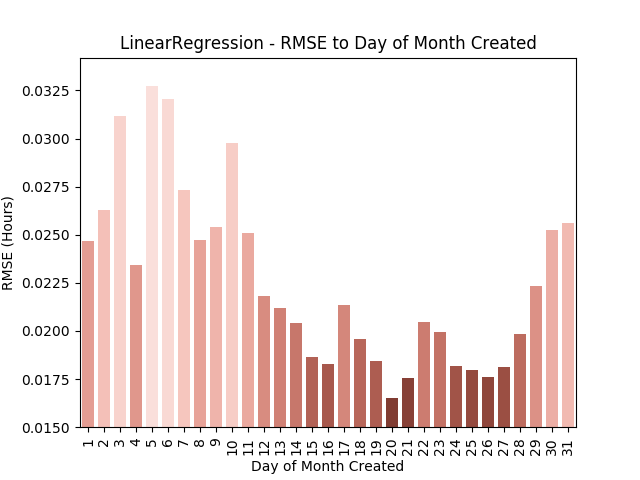 LinearRegression - RMSE to Day of Month Created
0.0325
0.0300
0.0275
0.0250
0.0225
0.0200
0.0175
0.0150
RMSE (Hours)
1 2 3 4 5 6 7 8 9 10 11 12 13 14 15 16 17 18 19 20 21 22 23 24 25 26 27 28 29 30 31
Day of Month Created